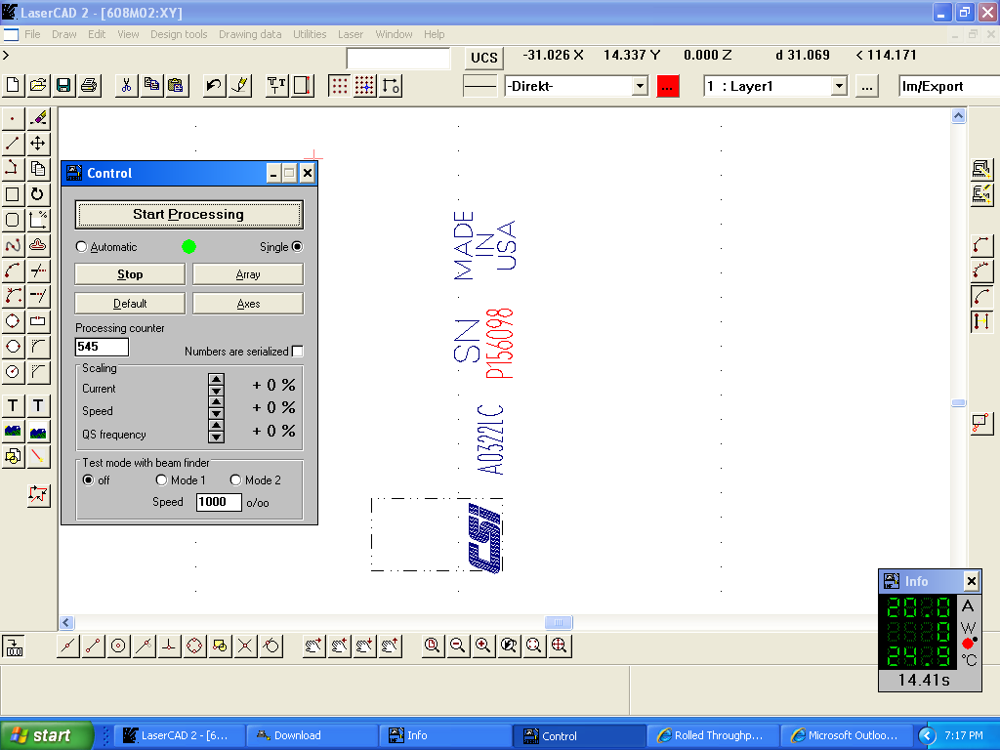 LaserCAD 2 - [608M02:XY]
File Draw Edit View Design tools Drawing data Utilities Laser Window Help
> UCS -31.026 X 14.337 Y 0.000 Z d 31.069 < 114.171
-Direkt- ... 1 : Layer1 ... Im/Export
Control
Start Processing
Automatic Single
Stop Array
Default Axes
Processing counter
545
Numbers are serialized
Scaling
Current + 0 %
Speed + 0 %
QS frequency + 0 %
Test mode with beam finder
off Mode 1 Mode 2
Speed 1000 o/oo
MADE
IN
USA
SN
P156098
A0322LC
CSi
T T
Info
20.0 A
0 W
24.9 °C
14.41s
start LaserCAD 2 - [6... Download Info Control Rolled Throughp... Microsoft Outloo... 7:17 PM